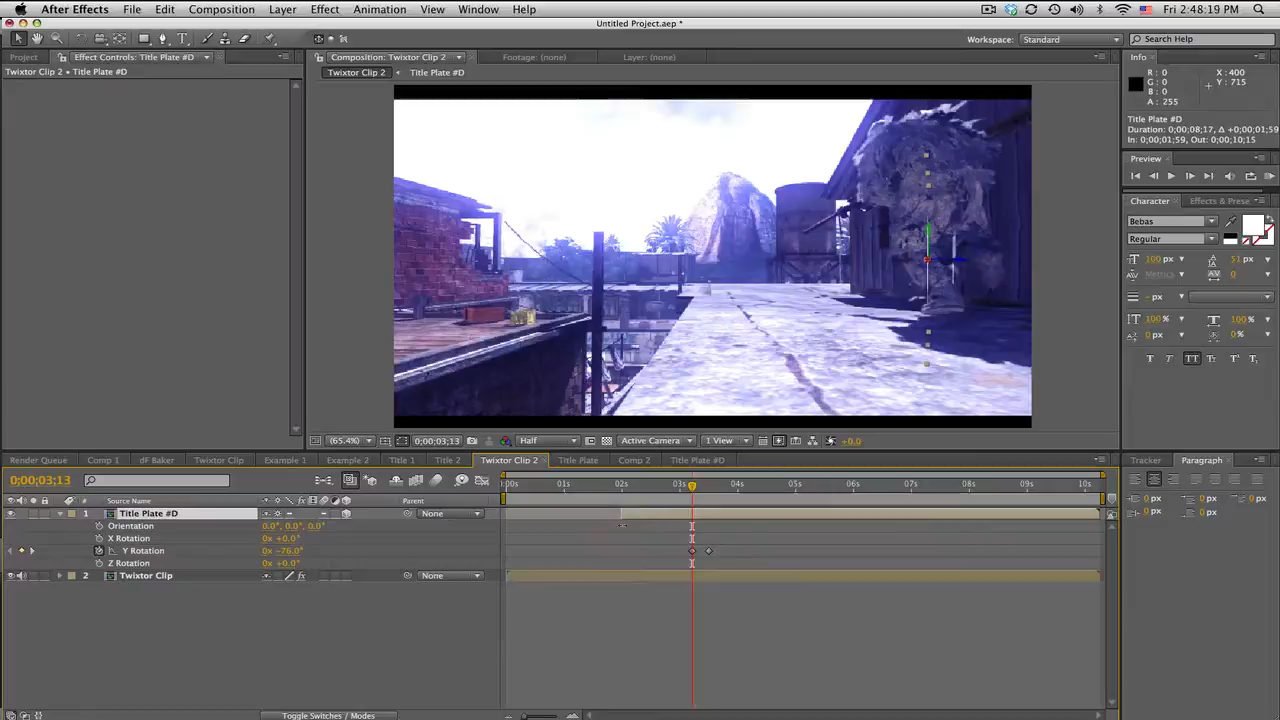 After Effects File Edit Composition Layer Effect Animation View Window Help Fri 2:48:19 PM
Untitled Project.aep *
Workspace: Standard Search Help
Project Effect Controls: Title Plate #D Composition: Twixtor Clip 2 Footage: (none) Layer: (none) Info
Twixtor Clip 2 • Title Plate #D Twixtor Clip 2 Title Plate #D
R : 0 X : 400
G : 0 Y : 715
B : 0
A : 255
Title Plate #D
Duration: 0;00;08;17, Δ +0;00;01;59
In: 0;00;01;59, Out: 0;00;10;15
Preview
Character Effects & Prese
Bebas
Regular
100 px 51 px
Metrics 0
- px
100 % 100 %
0 px 0 %
TT
(65.4%) 0;00;03;13 Half Active Camera 1 View +0.0
Render Queue Comp 1 dF Baker Twixtor Clip Example 1 Example 2 Title 1 Title 2 Twixtor Clip 2 Title Plate Comp 2 Title Plate #D Tracker Paragraph
0;00;03;13 :00s 01s 02s 03s 04s 05s 06s 07s 08s 09s 10s
# Source Name Parent
1 Title Plate #D None
Orientation 0.0°, 0.0°, 0.0°
X Rotation 0x +0.0°
Y Rotation 0x -76.0°
Z Rotation 0x +0.0°
2 Twixtor Clip None
0 px 0 px 0 px
0 px 0 px
Toggle Switches / Modes